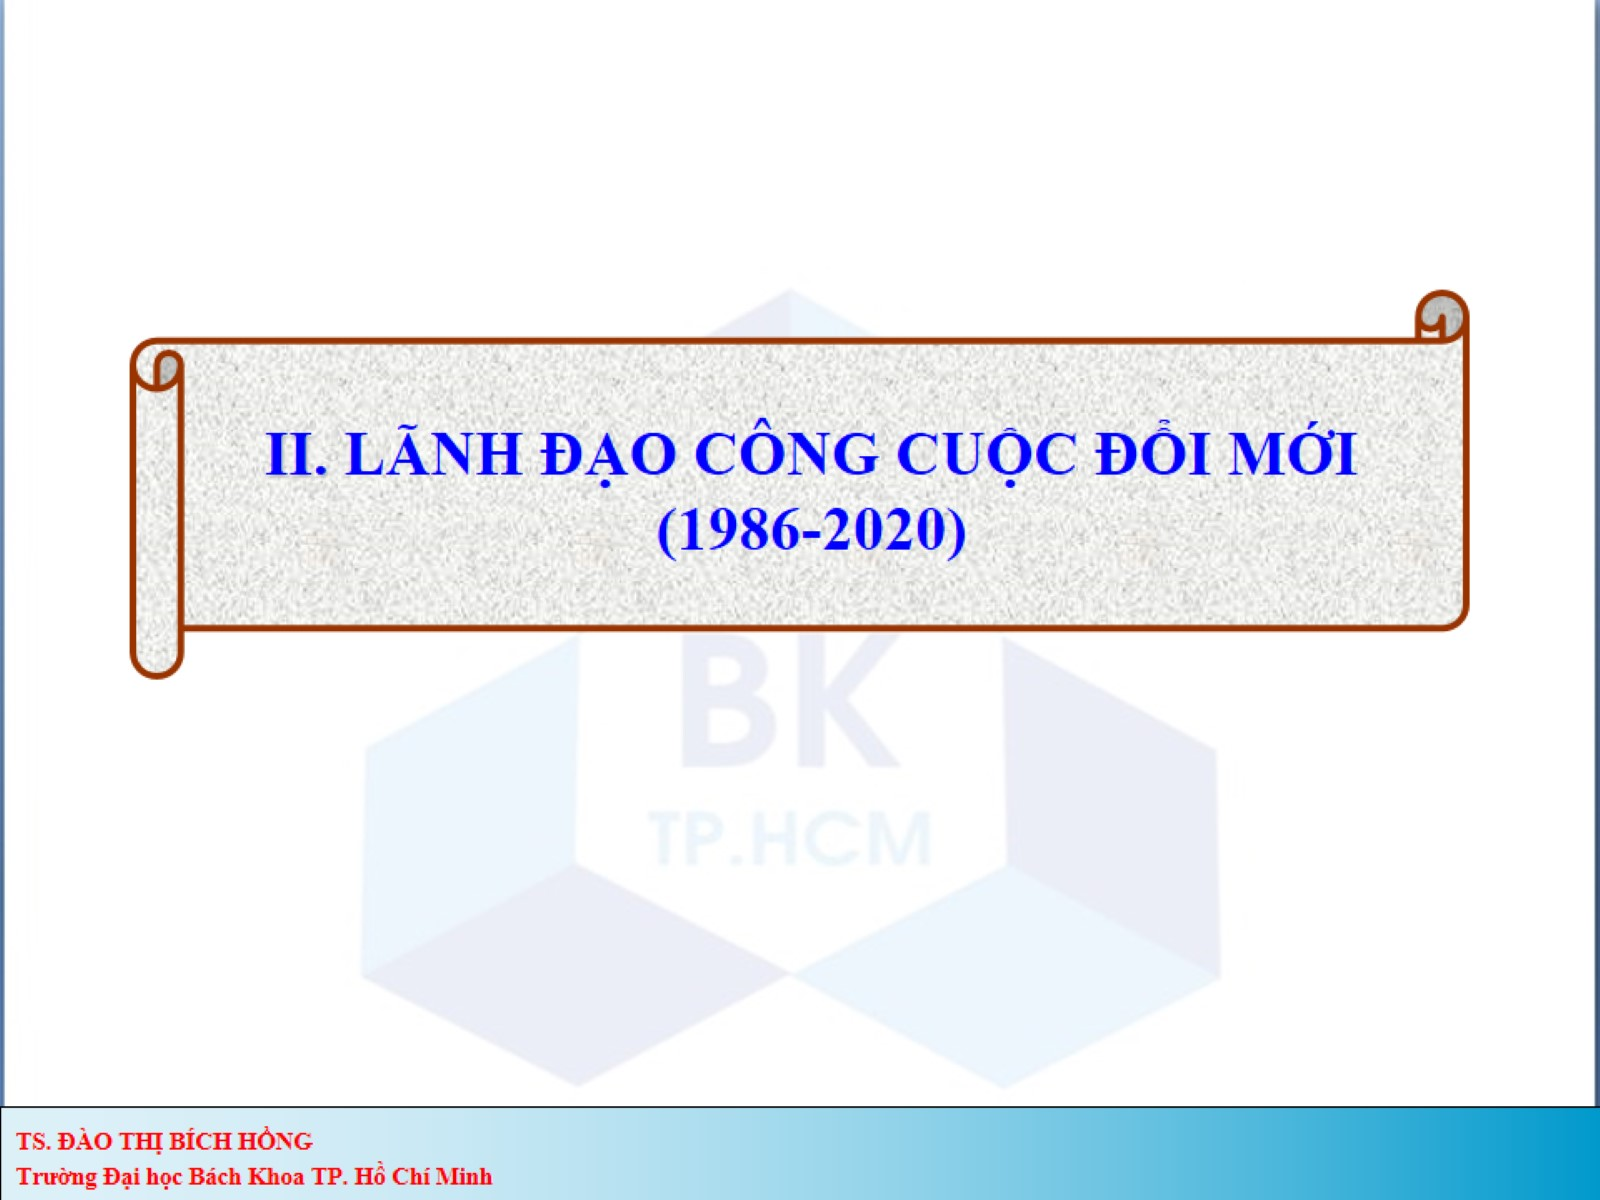 II. LÃNH ĐẠO CÔNG CUỘC ĐỔI MỚI
(1986-2020)
BK
TP.HCM
TS. ĐÀO THỊ BÍCH HỒNG
Trường Đại học Bách Khoa TP. Hồ Chí Minh